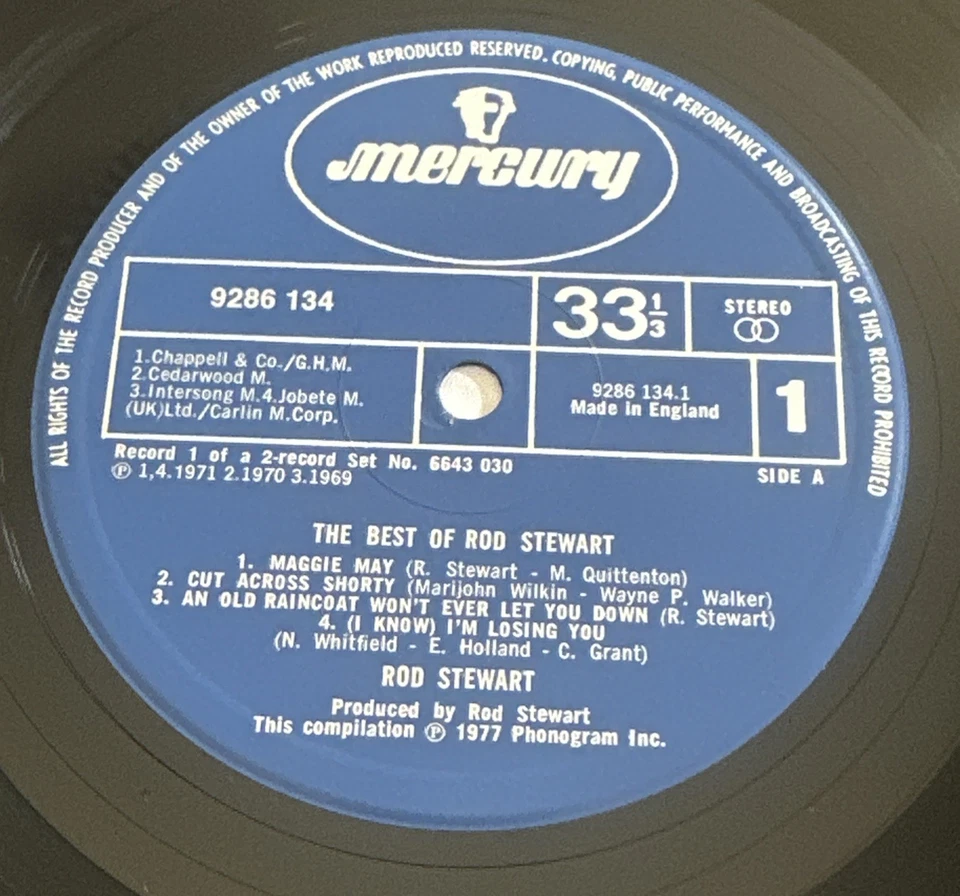 ALL RIGHTS OF THE RECORD PRODUCER AND OF THE OWNER OF THE WORK REPRODUCED RESERVED. COPYING, PUBLIC PERFORMANCE AND BROADCASTING OF THIS RECORD PROHIBITED
mercury
9286 134
33 1/3
STEREO
1.Chappell & Co./G.H.M.
2.Cedarwood M.
3.Intersong M.4.Jobete M.
(UK)Ltd./Carlin M.Corp.
9286 134.1
Made in England
1
Record 1 of a 2-record Set No. 6643 030
SIDE A
℗ 1,4.1971 2.1970 3.1969
THE BEST OF ROD STEWART
1. MAGGIE MAY (R. Stewart - M. Quittenton)
2. CUT ACROSS SHORTY (Marijohn Wilkin - Wayne P. Walker)
3. AN OLD RAINCOAT WON'T EVER LET YOU DOWN (R. Stewart)
4. (I KNOW) I'M LOSING YOU
(N. Whitfield - E. Holland - C. Grant)
ROD STEWART
Produced by Rod Stewart
This compilation ℗ 1977 Phonogram Inc.